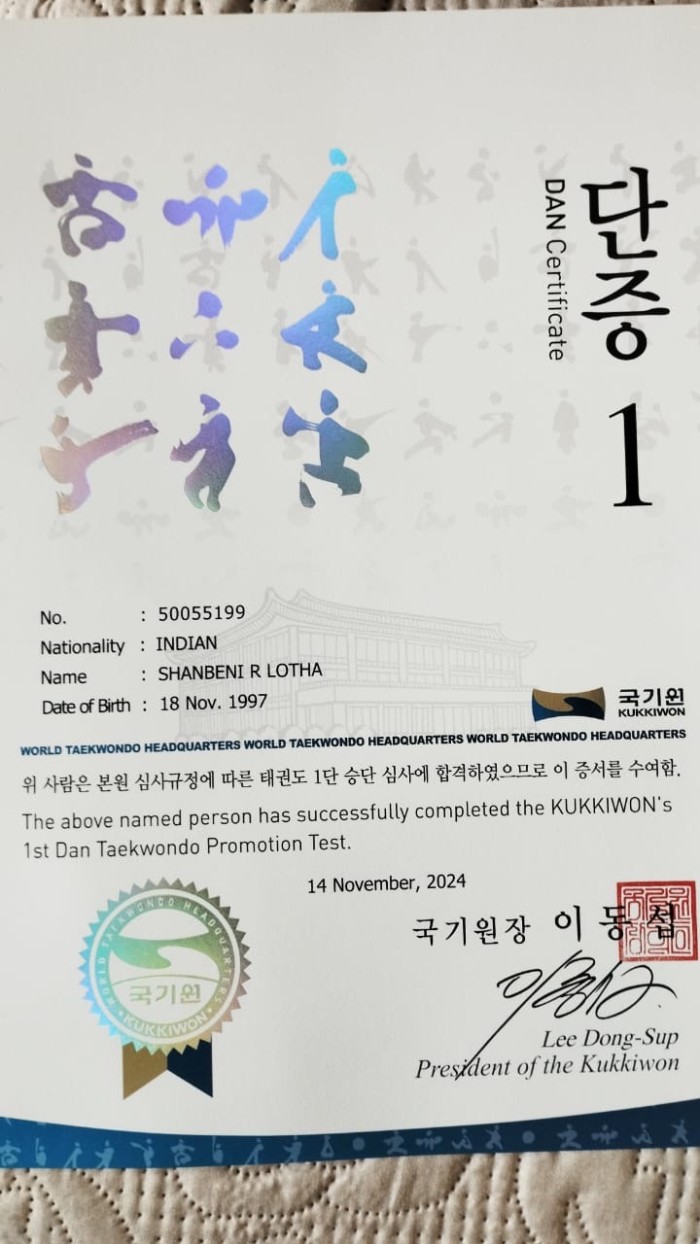 단증 1
DAN Certificate
No. : 50055199
Nationality : INDIAN
Name : SHANBENI R LOTHA
Date of Birth : 18 Nov. 1997
국기원
KUKKIWON
WORLD TAEKWONDO HEADQUARTERS WORLD TAEKWONDO HEADQUARTERS WORLD TAEKWONDO HEADQUARTERS
위 사람은 본원 심사규정에 따른 태권도 1단 승단 심사에 합격하였으므로 이 증서를 수여함.
The above named person has successfully completed the KUKKIWON's
1st Dan Taekwondo Promotion Test.
14 November, 2024
국기원장 이동섭
Lee Dong-Sup
President of the Kukkiwon
WORLD TAEKWONDO HEADQUARTERS
국기원
KUKKIWON